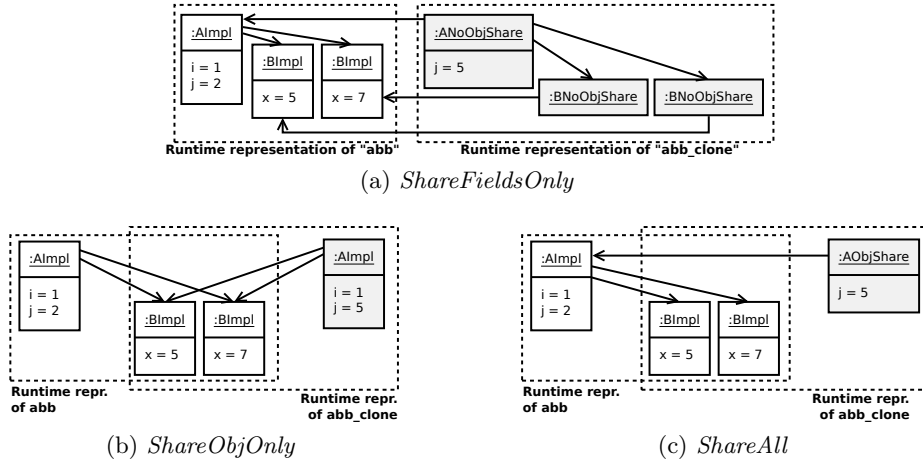 :AImpl
i = 1
j = 2
:BImpl
x = 5
:BImpl
x = 7
:ANoObjShare
j = 5
:BNoObjShare
:BNoObjShare
Runtime representation of "abb"
Runtime representation of "abb_clone"
(a) ShareFieldsOnly
:AImpl
i = 1
j = 2
:BImpl
x = 5
:BImpl
x = 7
:AImpl
i = 1
j = 5
Runtime repr.
of abb
Runtime repr.
of abb_clone
(b) ShareObjOnly
:AImpl
i = 1
j = 2
:BImpl
x = 5
:BImpl
x = 7
:AObjShare
j = 5
Runtime repr.
of abb
Runtime repr.
of abb_clone
(c) ShareAll